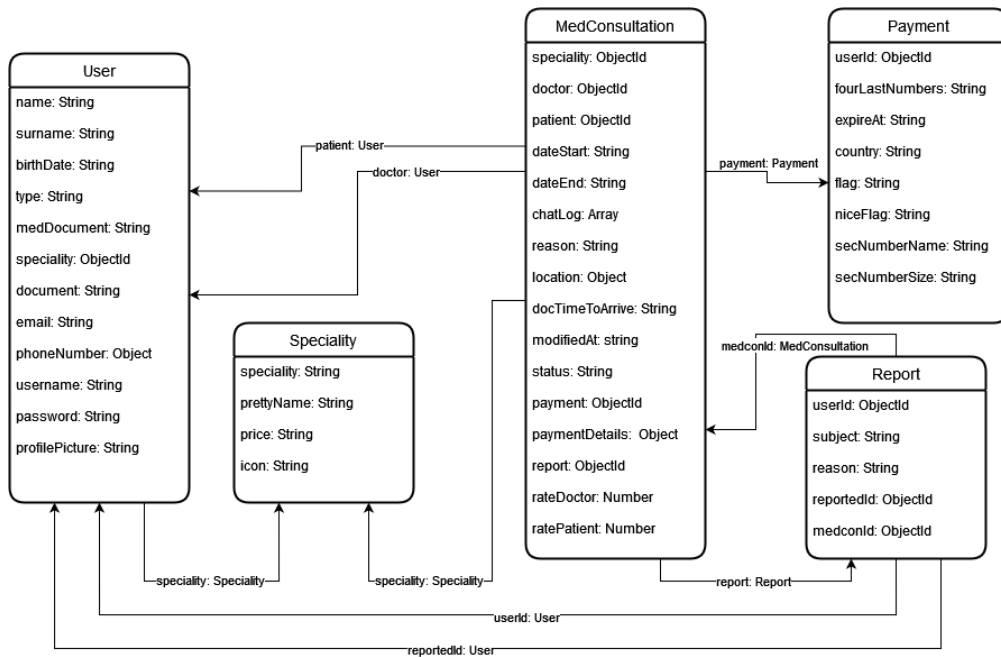 User
name: String
surname: String
birthDate: String
type: String
medDocument: String
speciality: ObjectId
document: String
email: String
phoneNumber: Object
username: String
password: String
profilePicture: String
Speciality
speciality: String
prettyName: String
price: String
icon: String
MedConsultation
speciality: ObjectId
doctor: ObjectId
patient: ObjectId
dateStart: String
dateEnd: String
chatLog: Array
reason: String
location: Object
docTimeToArrive: String
modifiedAt: string
status: String
payment: ObjectId
paymentDetails: Object
report: ObjectId
rateDoctor: Number
ratePatient: Number
Payment
userId: ObjectId
fourLastNumbers: String
expireAt: String
country: String
flag: String
niceFlag: String
secNumberName: String
secNumberSize: String
Report
userId: ObjectId
subject: String
reason: String
reportedId: ObjectId
medconId: ObjectId
patient: User
doctor: User
payment: Payment
medconId: MedConsultation
speciality: Speciality
speciality: Speciality
report: Report
userId: User
reportedId: User